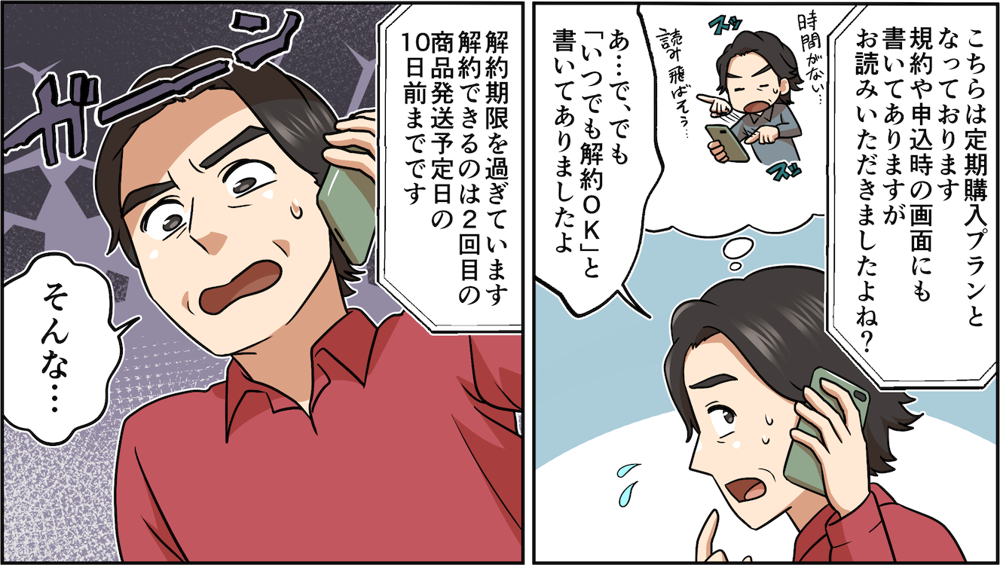 こちらは定期購入プランと
なっております
規約や申込時の画面にも
書いてありますが
お読みいただきましたよね?
時間がない…
スッ
読み飛ばそう…
スッ
あ…で、でも
「いつでも解約OK」と
書いてありましたよ
解約期限を過ぎています
解約できるのは2回目の
商品発送予定日の
10日前までです
ガーン
そんな…